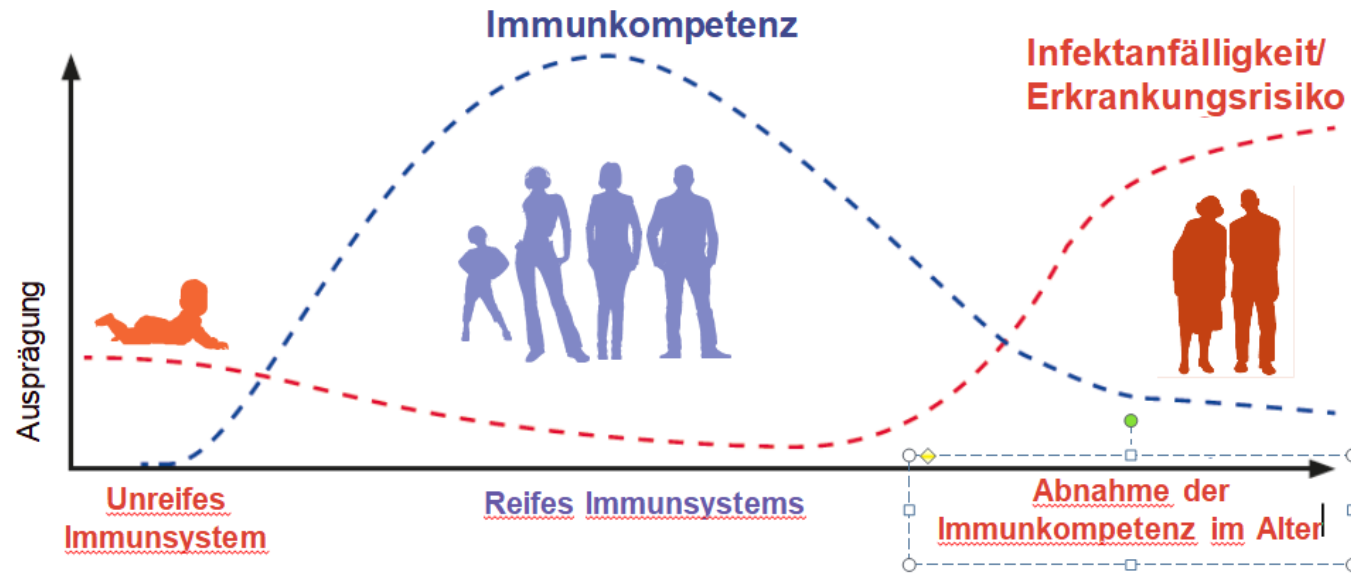 Immunkompetenz
Infektanfälligkeit/
Erkrankungsrisiko
Ausprägung
Unreifes
Immunsystem
Reifes Immunsystems
Abnahme der
Immunkompetenz im Alter